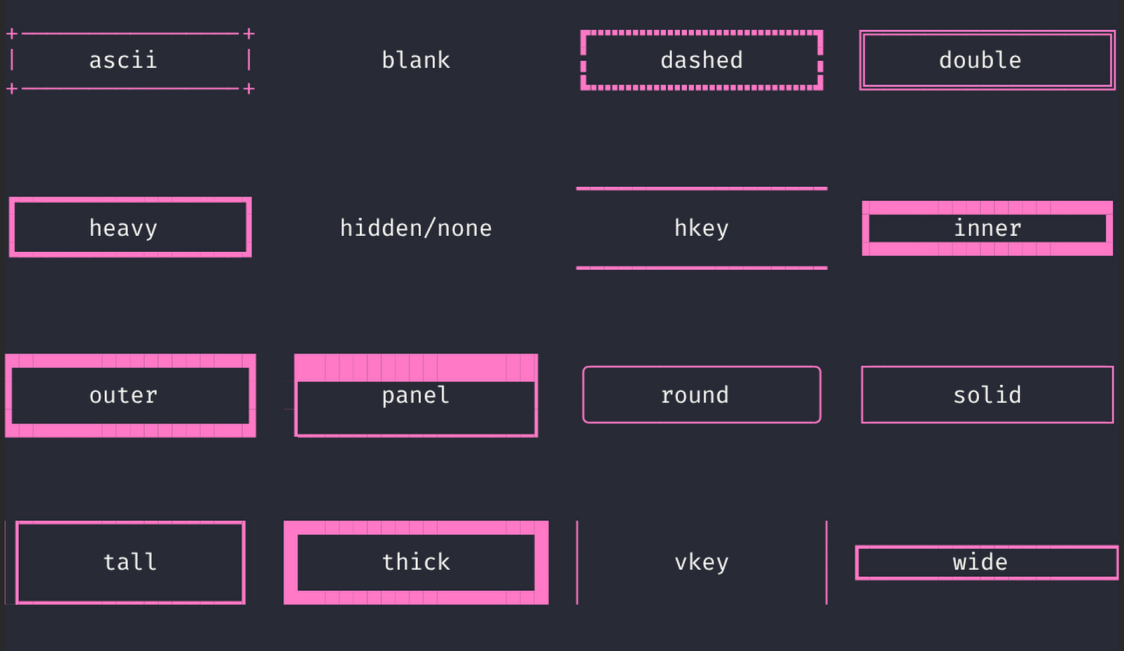 ascii blank dashed double
heavy hidden/none hkey inner
outer panel round solid
tall thick vkey wide